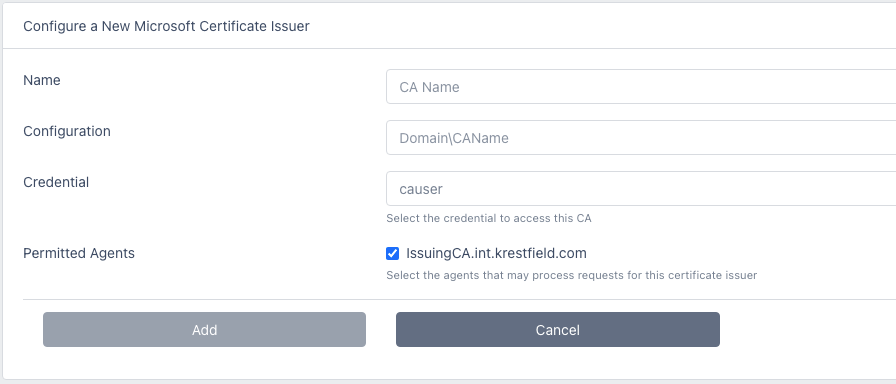 Configure a New Microsoft Certificate Issuer
Name
CA Name
Configuration
Domain\CAName
Credential
causer
Select the credential to access this CA
Permitted Agents
IssuingCA.int.krestfield.com
Select the agents that may process requests for this certificate issuer
Add
Cancel